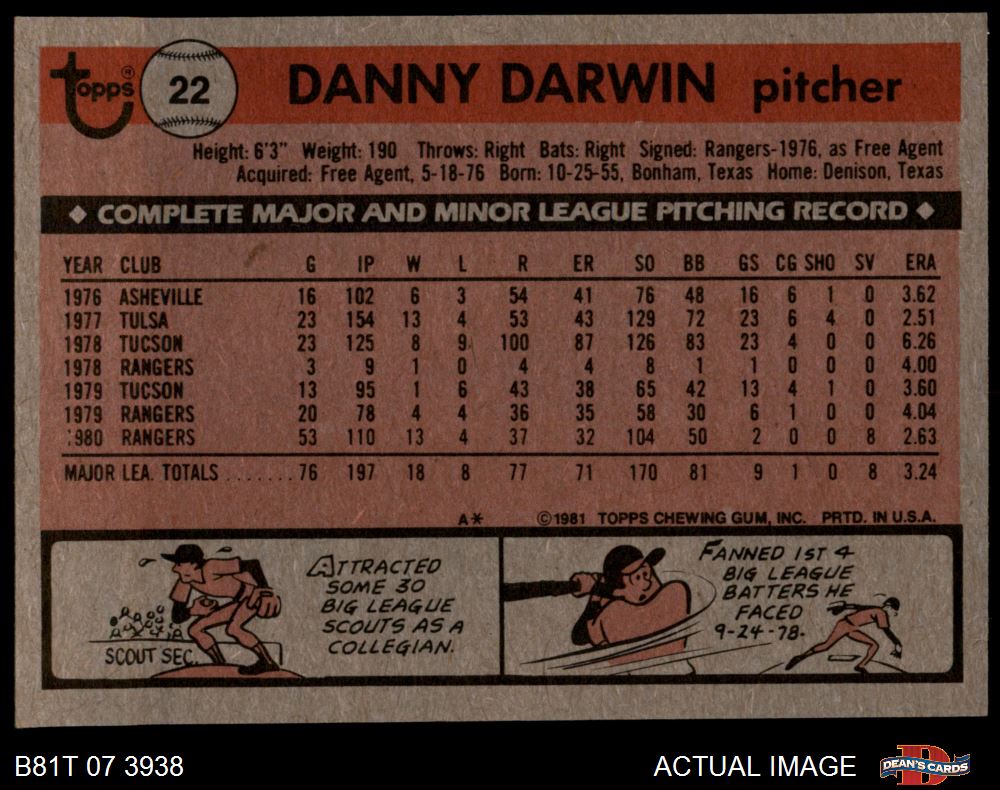 Topps® 22 DANNY DARWIN pitcher
Height: 6'3" Weight: 190 Throws: Right Bats: Right Signed: Rangers-1976, as Free Agent
Acquired: Free Agent, 5-18-76 Born: 10-25-55, Bonham, Texas Home: Denison, Texas
◆ COMPLETE MAJOR AND MINOR LEAGUE PITCHING RECORD ◆
YEAR CLUB G IP W L R ER SO BB GS CG SHO SV ERA
1976 ASHEVILLE 16 102 6 3 54 41 76 48 16 6 1 0 3.62
1977 TULSA 23 154 13 4 53 43 129 72 23 6 4 0 2.51
1978 TUCSON 23 125 8 9 100 87 126 83 23 4 0 0 6.26
1978 RANGERS 3 9 1 0 4 4 8 1 1 0 0 0 4.00
1979 TUCSON 13 95 1 6 43 38 65 42 13 4 1 0 3.60
1979 RANGERS 20 78 4 4 36 35 58 30 6 1 0 0 4.04
1980 RANGERS 53 110 13 4 37 32 104 50 2 0 0 8 2.63
MAJOR LEA. TOTALS .......76 197 18 8 77 71 170 81 9 1 0 8 3.24
A* ©1981 TOPPS CHEWING GUM, INC. PRTD. IN U.S.A.
ATTRACTED
SOME 30
BIG LEAGUE
SCOUTS AS A
COLLEGIAN.
SCOUT SEC.
FANNED 1ST 4
BIG LEAGUE
BATTERS HE
FACED
9-24-78.
B81T 07 3938 ACTUAL IMAGE DEAN'S CARDS